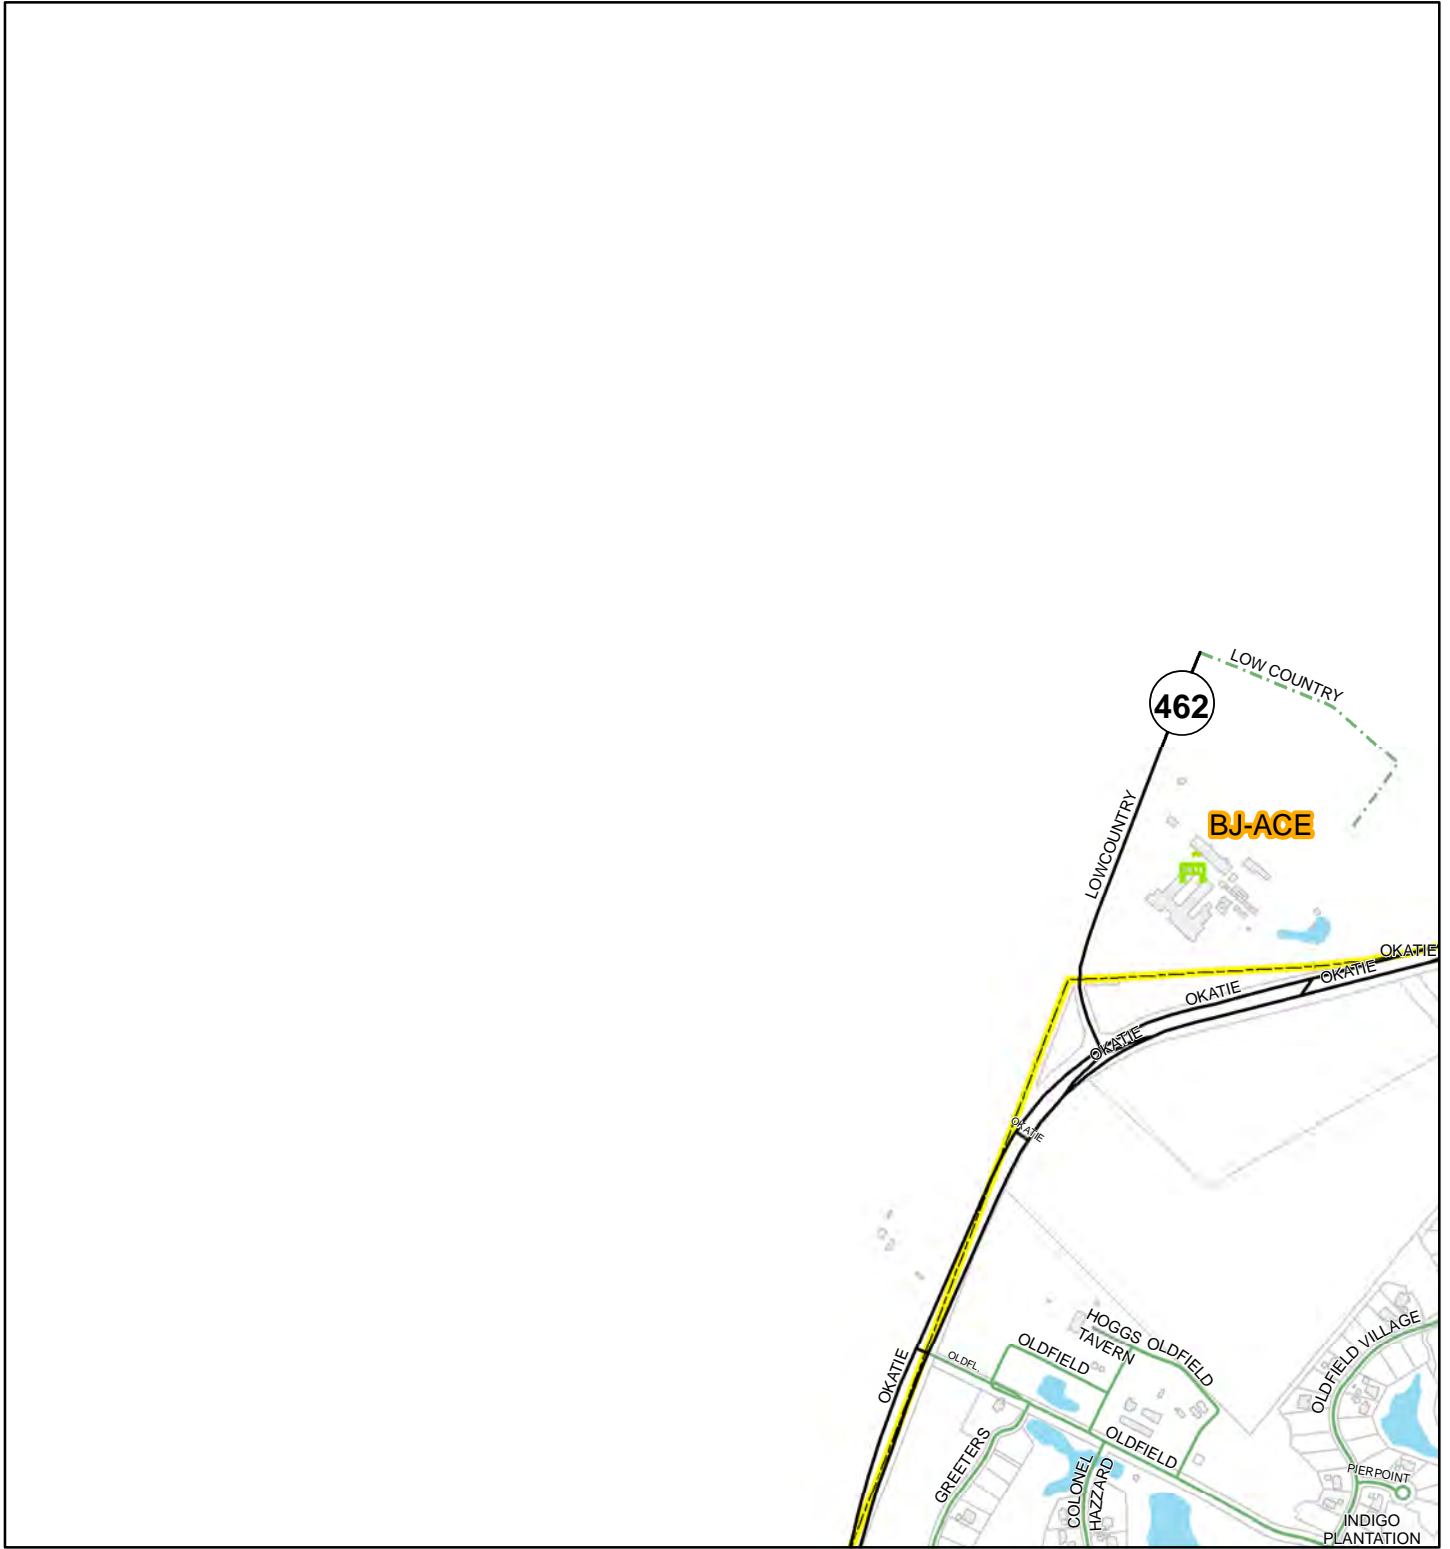 LOW COUNTRY
462
LOWCOUNTRY
BJ-ACE
OKATIE
OKATIE
OKATIE
OKATIE
OKATIE
HOGGS
TAVERN
OLDFIELD
OLDFIELD
OLDFL...
OKATIE
OLDFIELD VILLAGE
OLDFIELD
GREETERS
COLONEL
HAZZARD
PIERPOINT
INDIGO
PLANTATION